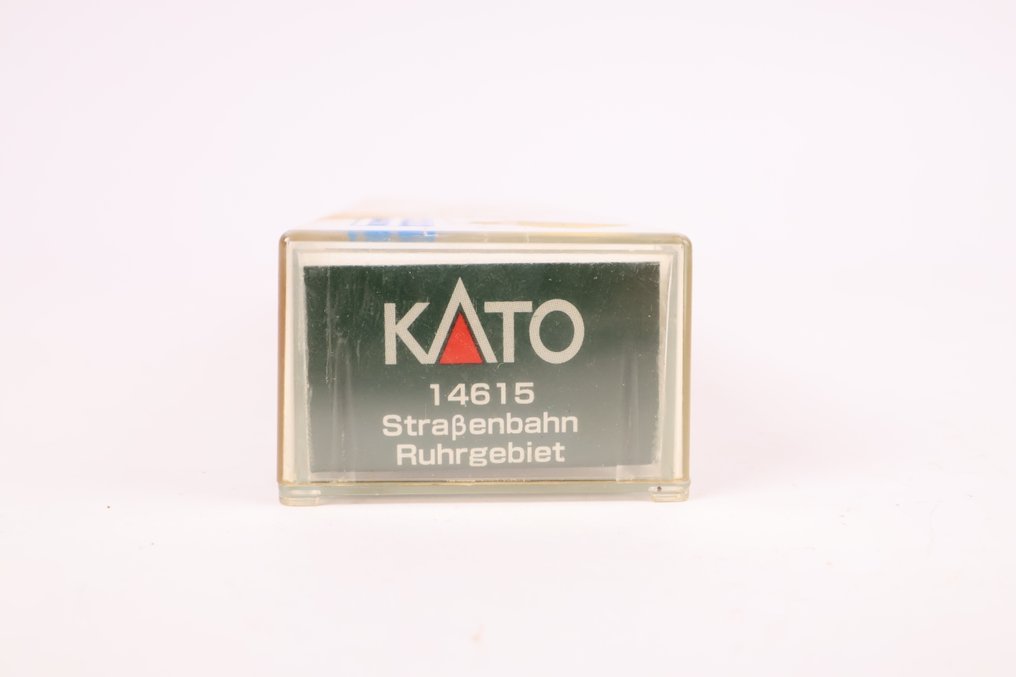 KATO
14615
Straβenbahn
Ruhrgebiet